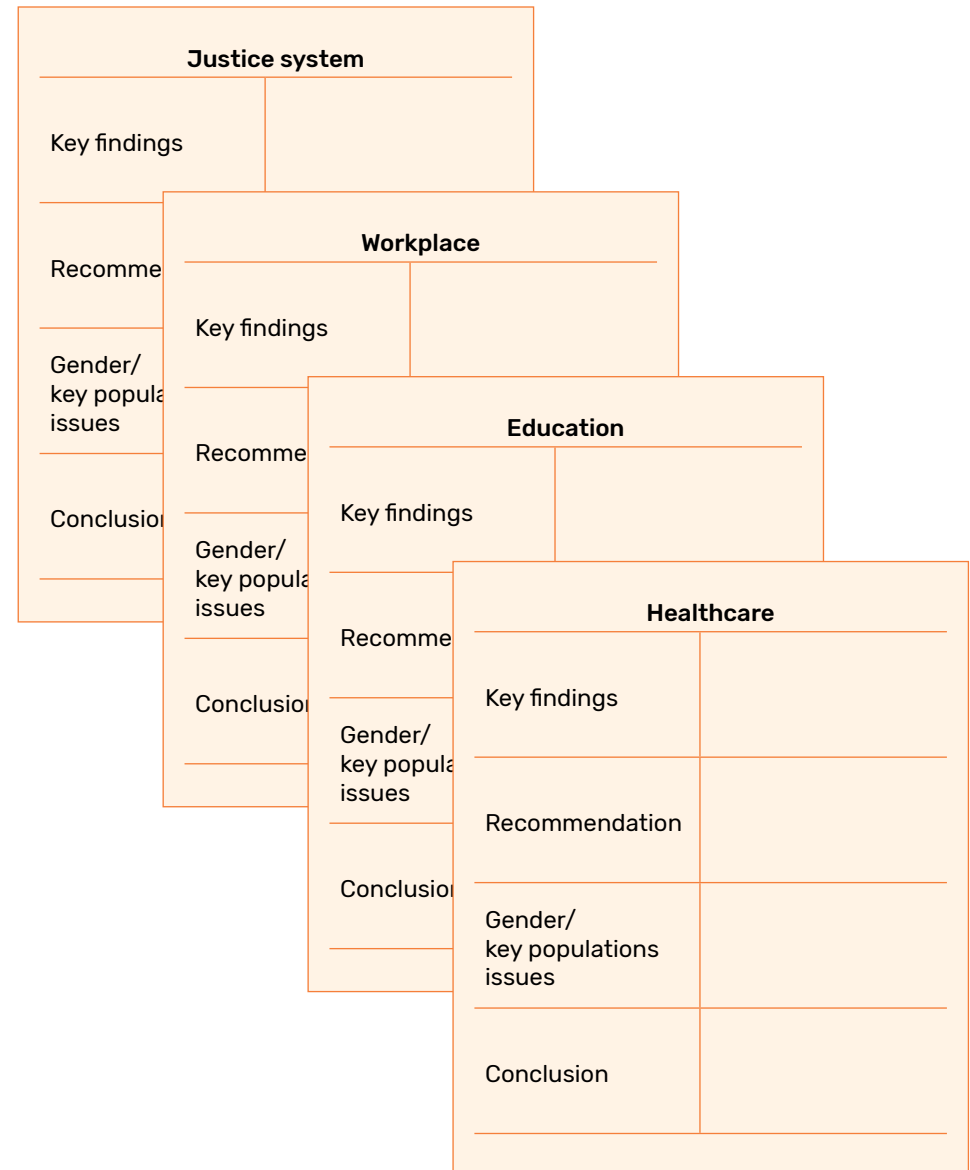 Justice system
Key findings
Recomme
Gender/
key popula
issues
Conclusion
Workplace
Key findings
Recomme
Gender/
key popula
issues
Conclusion
Education
Key findings
Recomme
Gender/
key popula
issues
Conclusion
Healthcare
Key findings
Recommendation
Gender/
key populations
issues
Conclusion